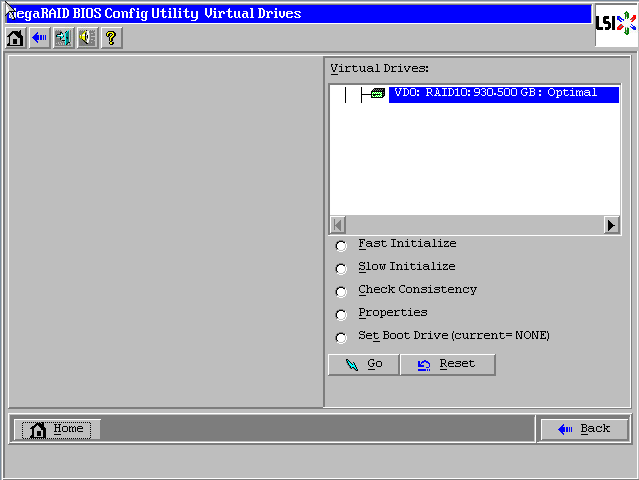 MegaRAID BIOS Config Utility Virtual Drives
LSI
Virtual Drives:
VD0: RAID10: 930.500 GB: Optimal
Fast Initialize
Slow Initialize
Check Consistency
Properties
Set Boot Drive (current= NONE)
Go
Reset
Home
Back